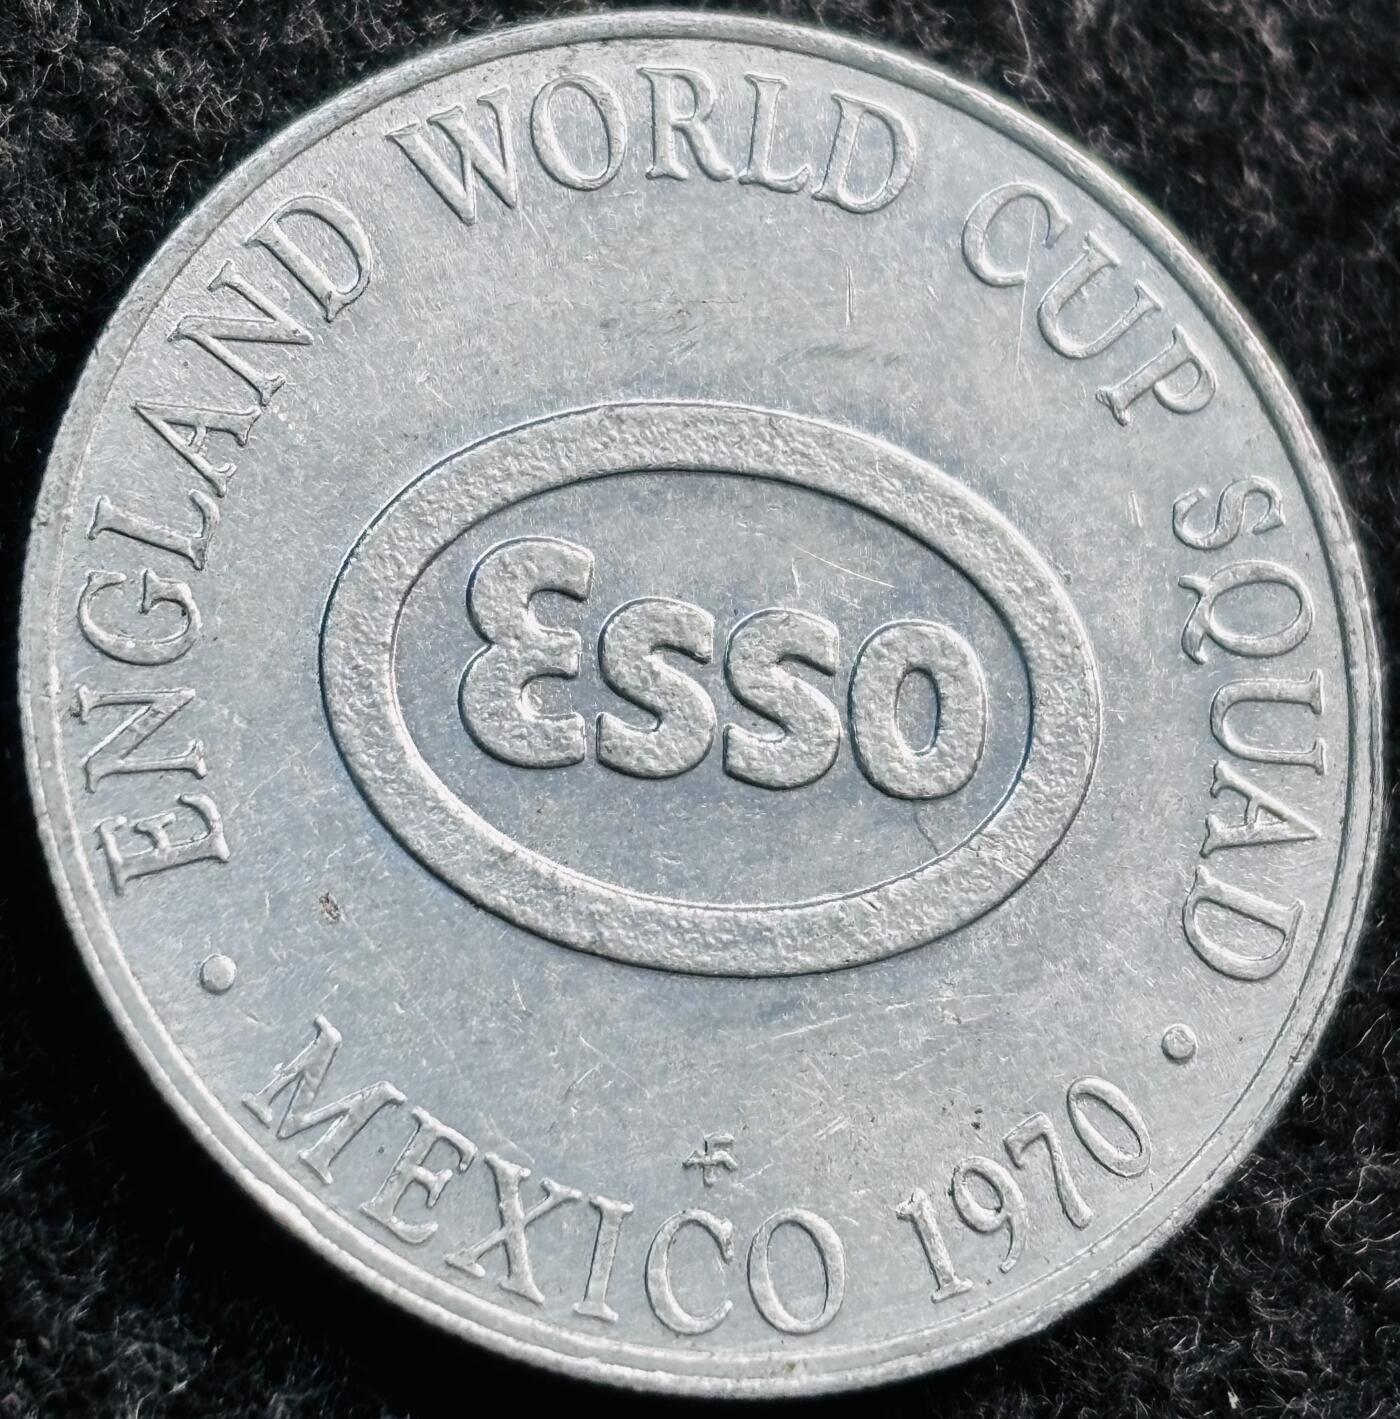 ENGLAND WORLD CUP SQUAD
Esso
· MEXICO 1970 ·